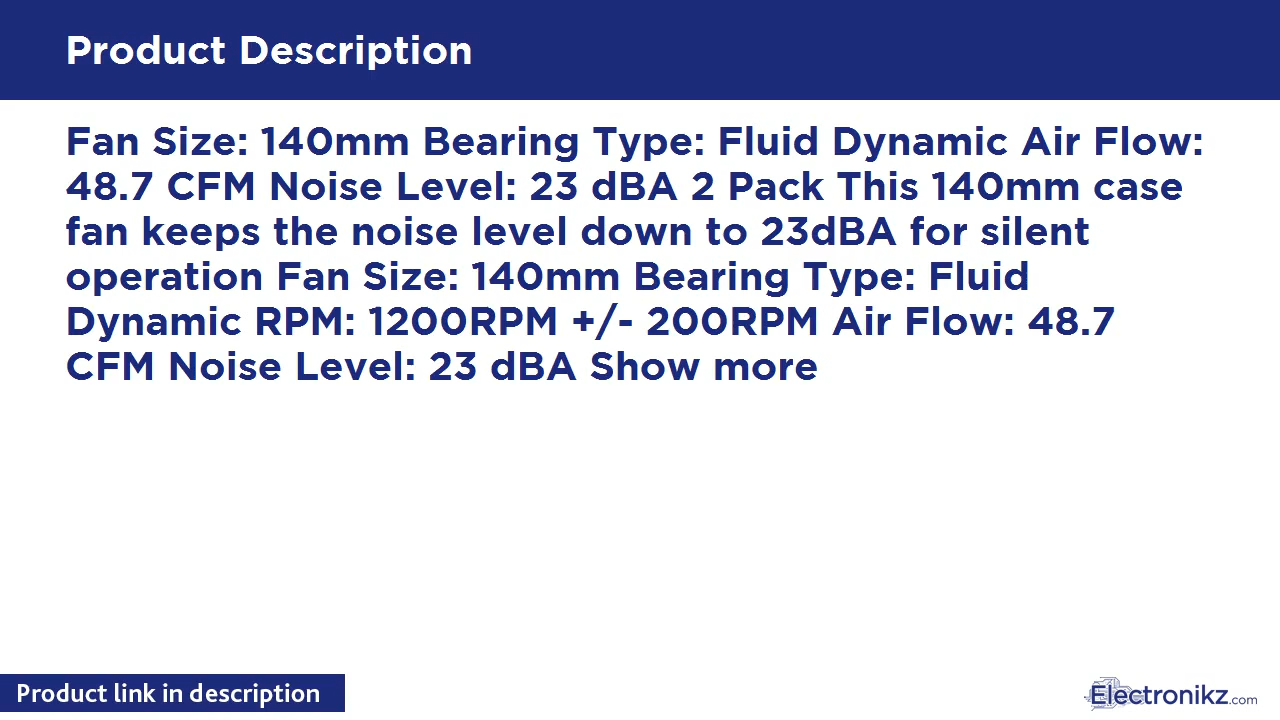 Product Description
Fan Size: 140mm Bearing Type: Fluid Dynamic Air Flow:
48.7 CFM Noise Level: 23 dBA 2 Pack This 140mm case
fan keeps the noise level down to 23dBA for silent
operation Fan Size: 140mm Bearing Type: Fluid
Dynamic RPM: 1200RPM +/- 200RPM Air Flow: 48.7
CFM Noise Level: 23 dBA Show more
Product link in description
Electronikz.com